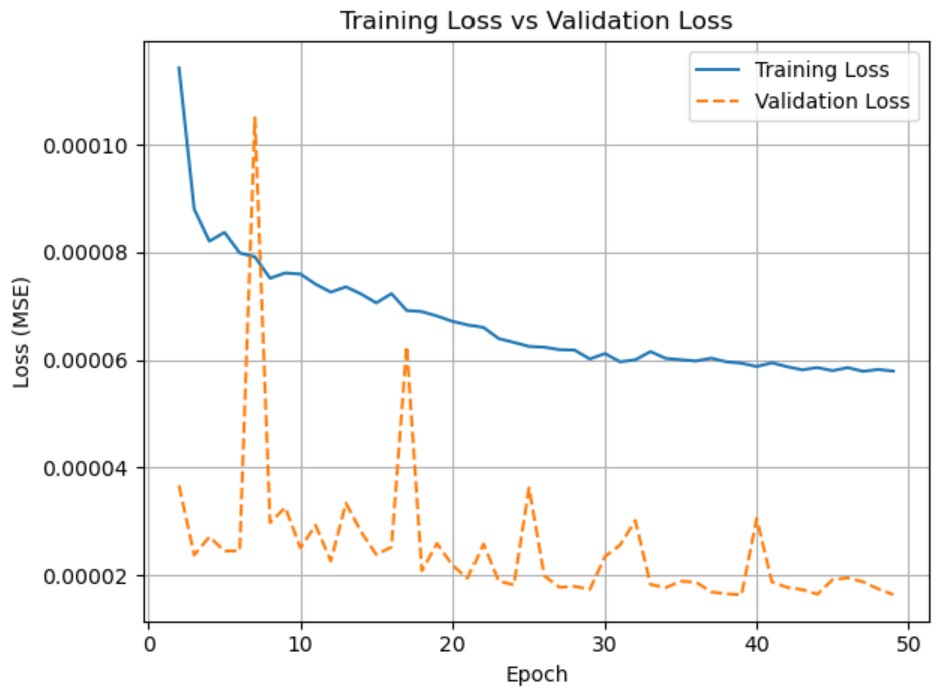 Training Loss vs Validation Loss
Training Loss
Validation Loss
0.00010
0.00008
0.00006
0.00004
0.00002
Loss (MSE)
0 10 20 30 40 50
Epoch